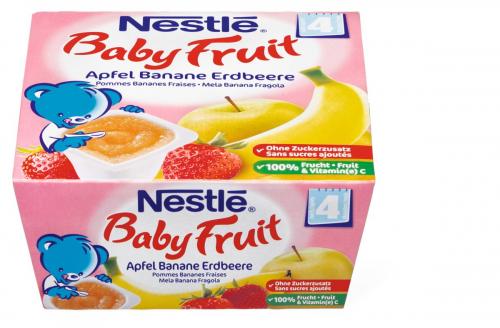 Nestlé®
4
Baby Fruit
Apfel Banane Erdbeere
Pommes Bananes Fraises • Mela Banana Fragola
Ohne Zuckerzusatz
Sans sucres ajoutés
100% Frucht • Fruit
& Vitamin(e) C
Nestlé®
4
Baby Fruit
Apfel Banane Erdbeere
Pommes Bananes Fraises
Mela Banana Fragola
Ohne Zuckerzusatz
Sans sucres ajoutés
100% Frucht • Fruit
& Vitamin(e) C